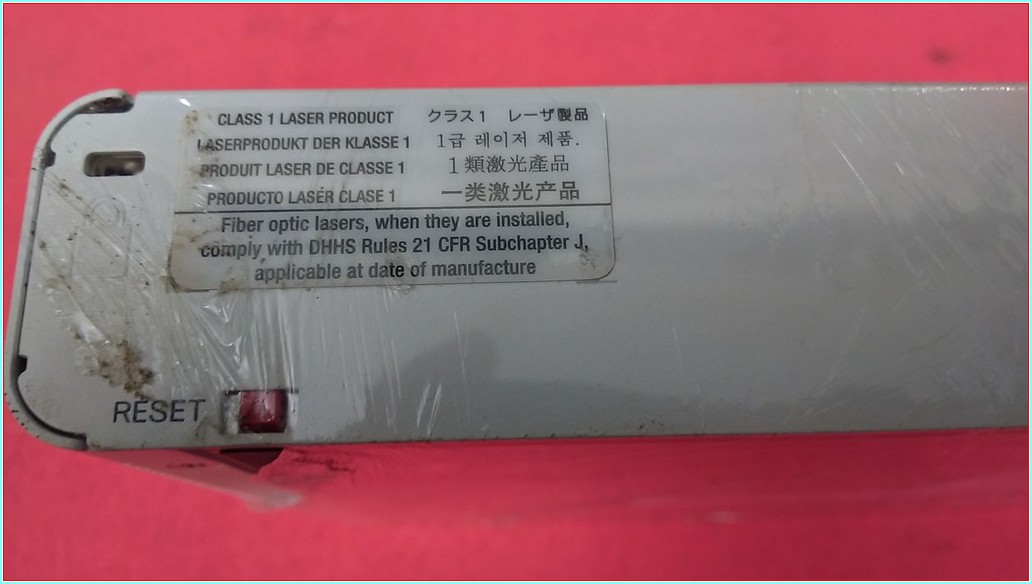 CLASS 1 LASER PRODUCT クラス1 レーザ製品
LASERPRODUKT DER KLASSE 1 1급 레이저 제품.
PRODUIT LASER DE CLASSE 1 1類激光產品
PRODUCTO LASÉR CLASE 1 一类激光产品
Fiber optic lasers, when they are installed,
comply with DHHS Rules 21 CFR Subchapter J,
applicable at date of manufacture
RESET